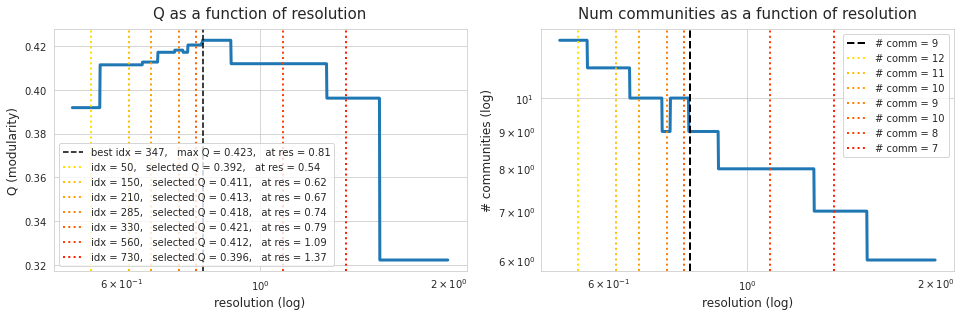 Q as a function of resolution
Q (modularity)
0.42
0.40
0.38
0.36
0.34
0.32
best idx = 347,   max Q = 0.423,   at res = 0.81
idx = 50,   selected Q = 0.392,   at res = 0.54
idx = 150,   selected Q = 0.411,   at res = 0.62
idx = 210,   selected Q = 0.413,   at res = 0.67
idx = 285,   selected Q = 0.418,   at res = 0.74
idx = 330,   selected Q = 0.421,   at res = 0.79
idx = 560,   selected Q = 0.412,   at res = 1.09
idx = 730,   selected Q = 0.396,   at res = 1.37
6 × 10⁻¹ 10⁰ 2 × 10⁰
resolution (log)
Num communities as a function of resolution
# communities (log)
10¹
9 × 10⁰
8 × 10⁰
7 × 10⁰
6 × 10⁰
# comm = 9
# comm = 12
# comm = 11
# comm = 10
# comm = 9
# comm = 10
# comm = 8
# comm = 7
6 × 10⁻¹ 10⁰ 2 × 10⁰
resolution (log)